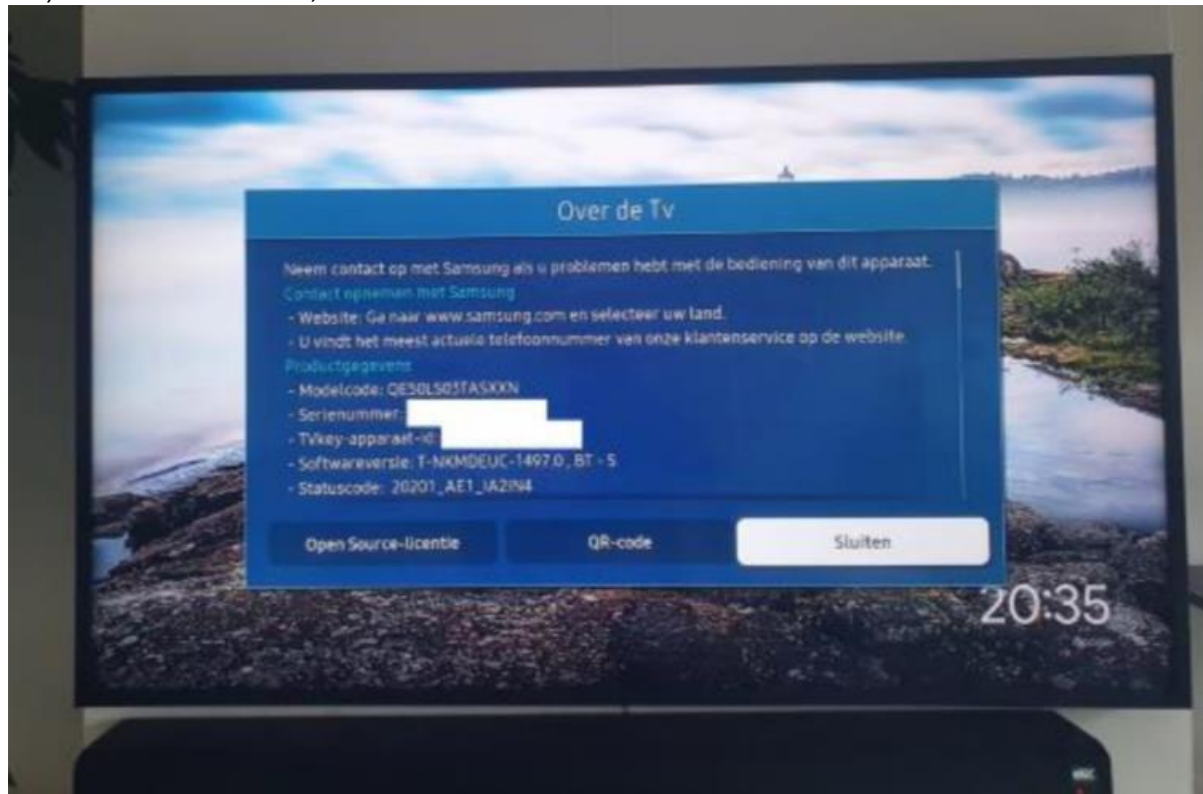 Over de Tv
Neem contact op met Samsung als u problemen hebt met de bediening van dit apparaat.
Contact opnemen met Samsung
- Website: Ga naar www.samsung.com en selecteer uw land.
- U vindt het meest actuele telefoonnummer van onze klantenservice op de website.
Productgegevens
- Modelcode: QE50LS03TASXXN
- Serienummer:
- TVkey-apparaat-id:
- Softwareversie: T-NKMDEUC-1497.0, BT - S
- Statuscode: 20201_AE1_IA2IN4
Open Source-licentie
QR-code
Sluiten
20:35